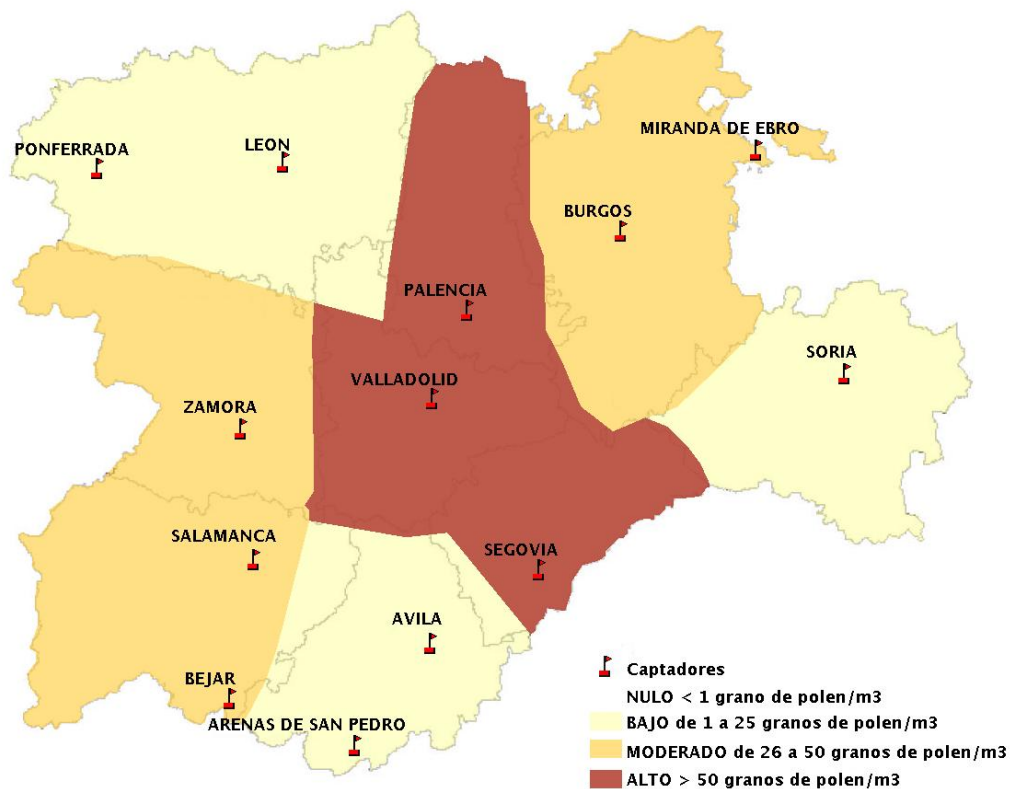 MIRANDA DE EBRO
PONFERRADA
LEON
BURGOS
PALENCIA
SORIA
VALLADOLID
ZAMORA
SALAMANCA
SEGOVIA
AVILA
BEJAR
ARENAS DE SAN PEDRO
Captadores
NULO < 1 grano de polen/m3
BAJO de 1 a 25 granos de polen/m3
MODERADO de 26 a 50 granos de polen/m3
ALTO > 50 granos de polen/m3